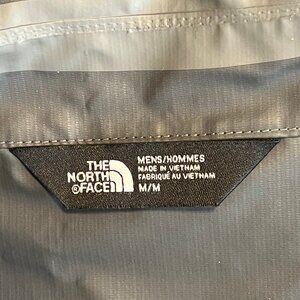 THE
NORTH
®FACE
MENS/HOMMES
MADE IN VIETNAM
FABRIQUÉ AU VIETNAM
M/M